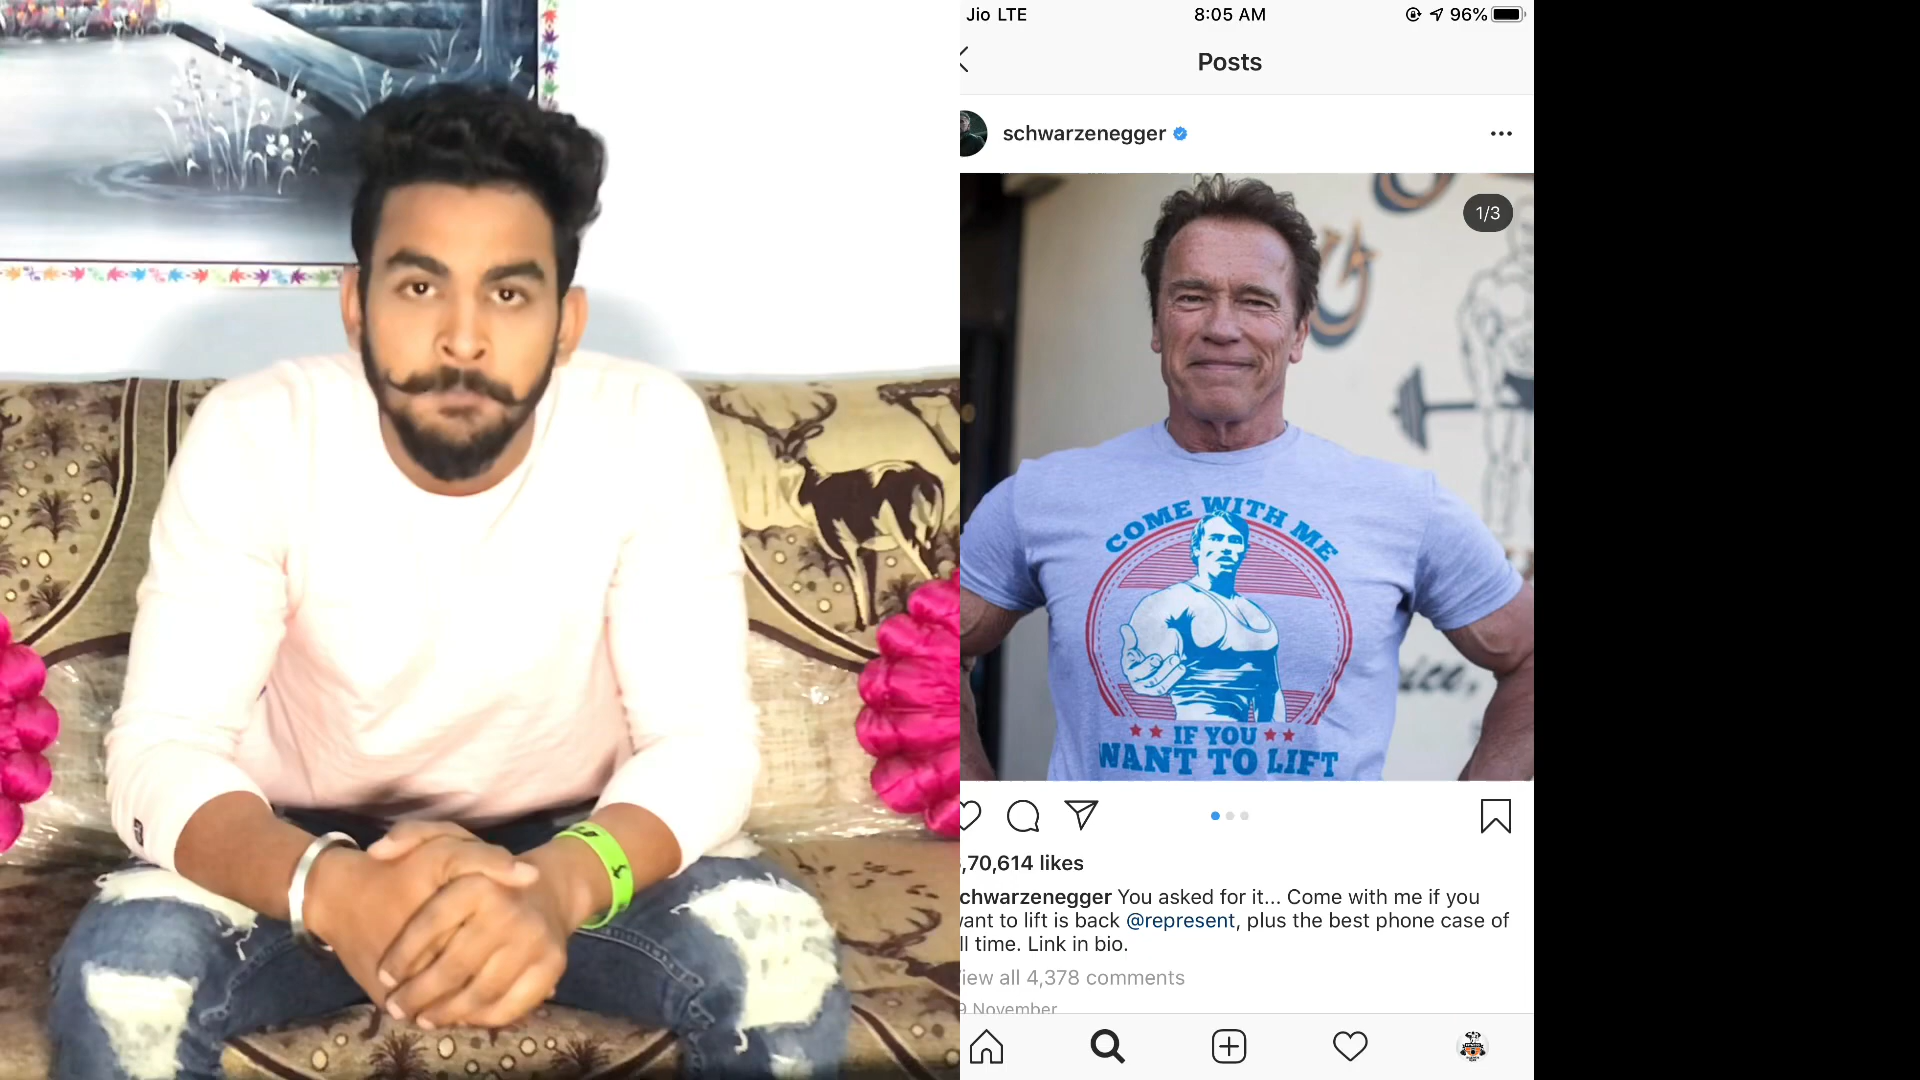 Jio LTE
8:05 AM
96%
Posts
schwarzenegger
1/3
COME WITH ME
IF YOU
WANT TO LIFT
,70,614 likes
chwarzenegger You asked for it... Come with me if you
ant to lift is back @represent, plus the best phone case of
ll time. Link in bio.
iew all 4,378 comments
9 November